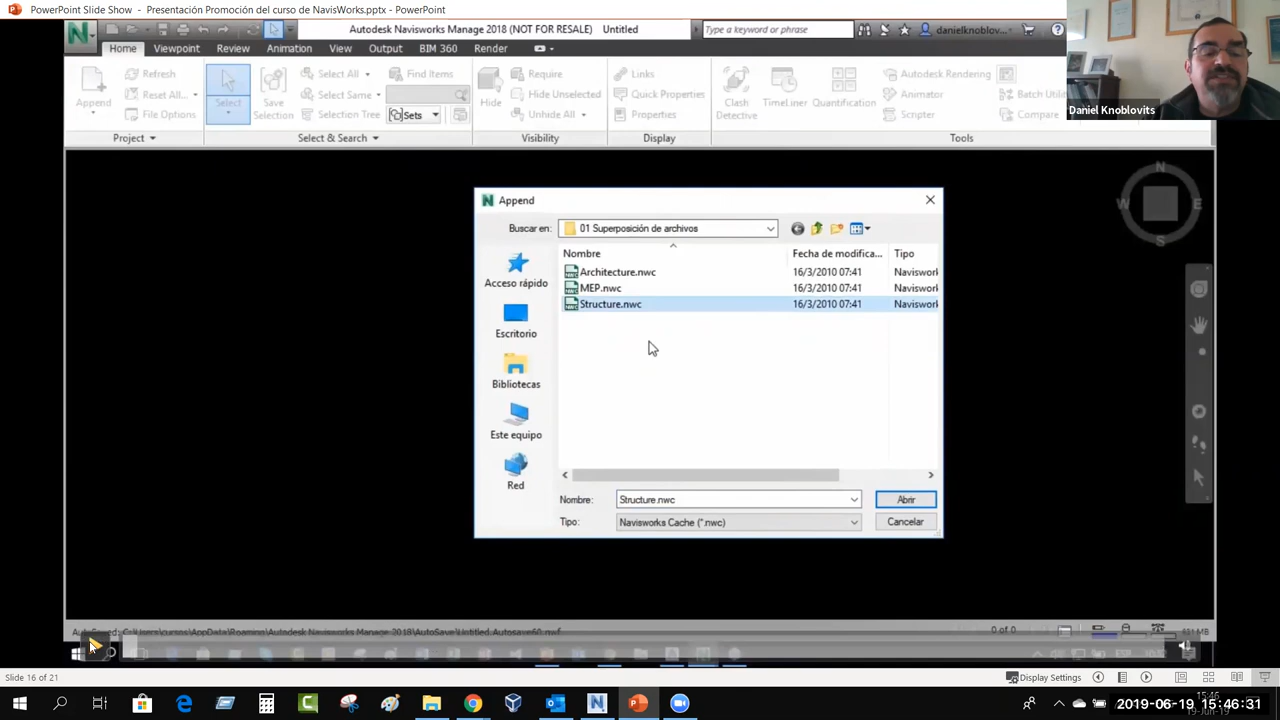 PowerPoint Slide Show - Presentación Promoción del curso de NavisWorks.pptx - PowerPoint
Autodesk Navisworks Manage 2018 (NOT FOR RESALE) Untitled
Type a keyword or phrase
danielknoblov...
Home Viewpoint Review Animation View Output BIM 360 Render
Append
Refresh
Reset All...
File Options
Project
Select
Save Selection
Select All
Select Same
Selection Tree
Find Items
Sets
Select & Search
Hide
Require
Hide Unselected
Unhide All
Visibility
Links
Quick Properties
Properties
Display
Clash Detective
TimeLiner
Quantification
Autodesk Rendering
Animator
Scripter
Batch Utili
Compare
Tools
Daniel Knoblovits
N
W E
S
Append
Buscar en: 01 Superposición de archivos
Nombre Fecha de modifica... Tipo
Architecture.nwc 16/3/2010 07:41 Naviswork
MEP.nwc 16/3/2010 07:41 Naviswork
Structure.nwc 16/3/2010 07:41 Naviswork
Acceso rápido
Escritorio
Bibliotecas
Este equipo
Red
Nombre: Structure.nwc Abrir
Tipo: Navisworks Cache (*.nwc) Cancelar
0 of 0
Slide 16 of 21
Display Settings
15:46
2019-06-19 15:46:31